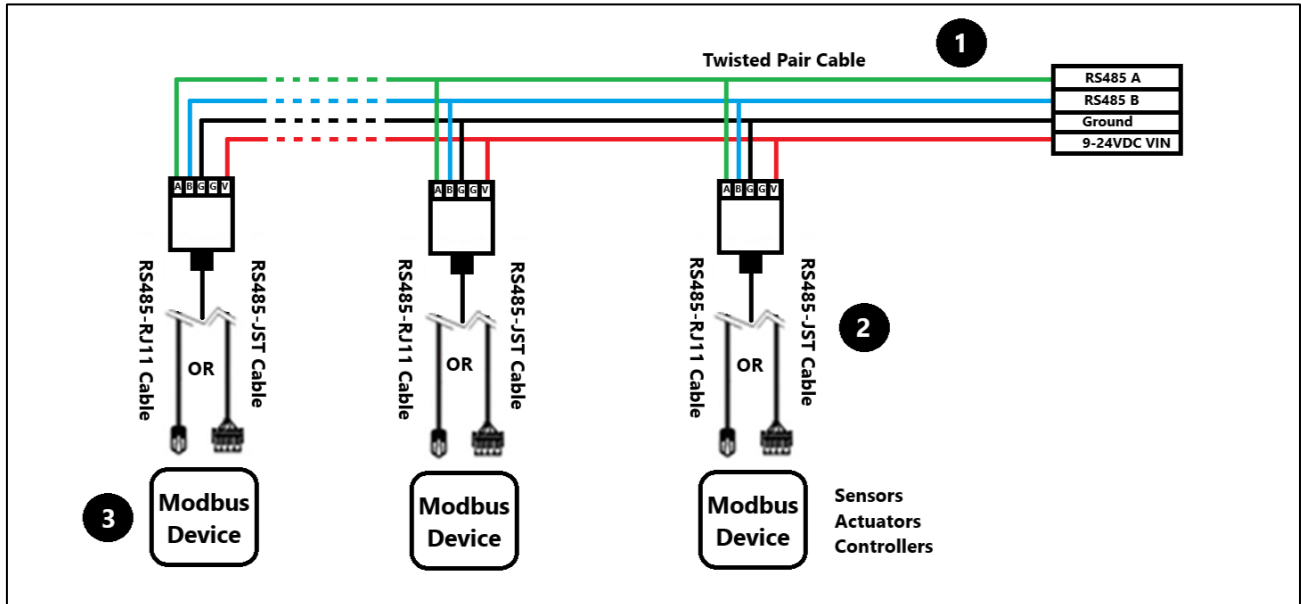 1
Twisted Pair Cable
RS485 A
RS485 B
Ground
9-24VDC VIN
A B G G V
A B G G V
A B G G V
RS485-RJ11 Cable
OR
RS485-JST Cable
RS485-RJ11 Cable
OR
RS485-JST Cable
RS485-RJ11 Cable
OR
RS485-JST Cable
2
3
Modbus
Device
Modbus
Device
Modbus
Device
Sensors
Actuators
Controllers